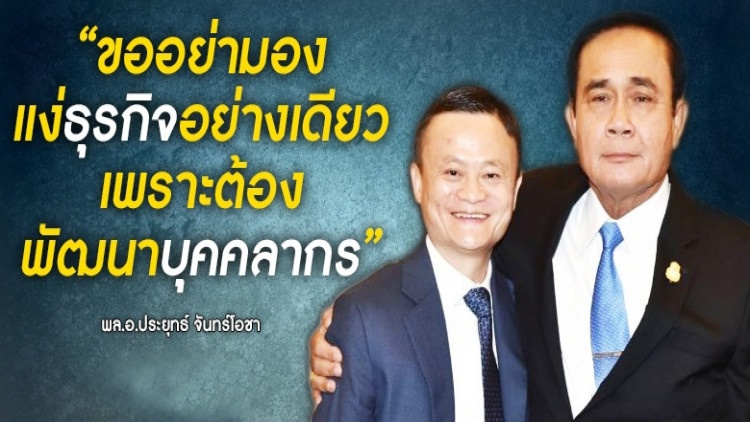 “ขออย่ามอง
แง่ธุรกิจอย่างเดียว
เพราะต้อง
พัฒนาบุคคลากร”
พล.อ.ประยุทธ์ จันทร์โอชา